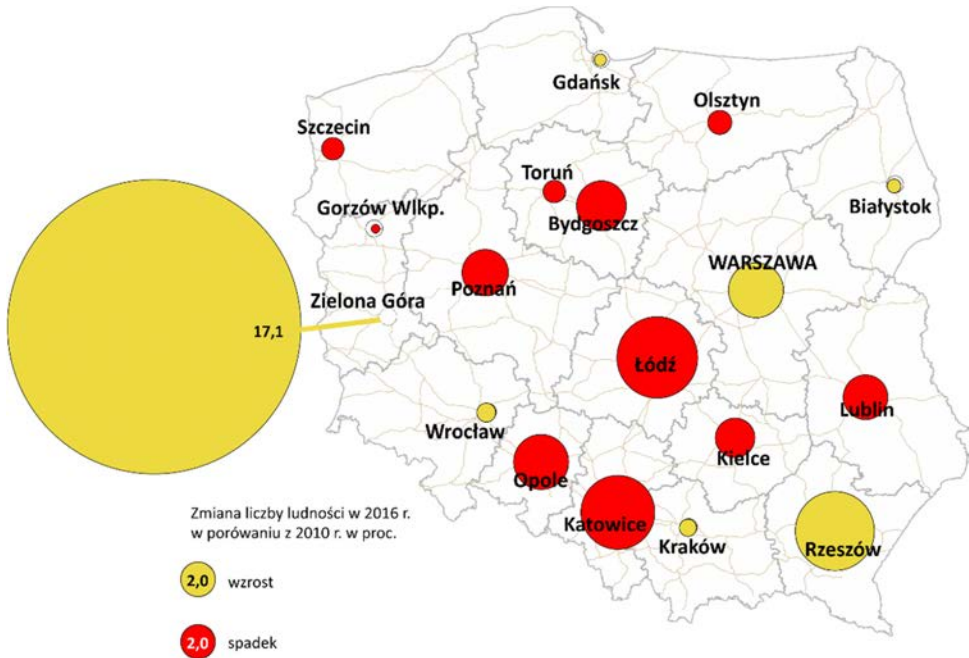 Gdańsk
Olsztyn
Szczecin
Toruń
Białystok
Gorzów Wlkp.
Bydgoszcz
WARSZAWA
Poznań
Zielona Góra
17,1
Łódź
Lublin
Wrocław
Kielce
Opole
Katowice
Kraków
Rzeszów
Zmiana liczby ludności w 2016 r.
w porówaniu z 2010 r. w proc.
2,0 wzrost
2,0 spadek